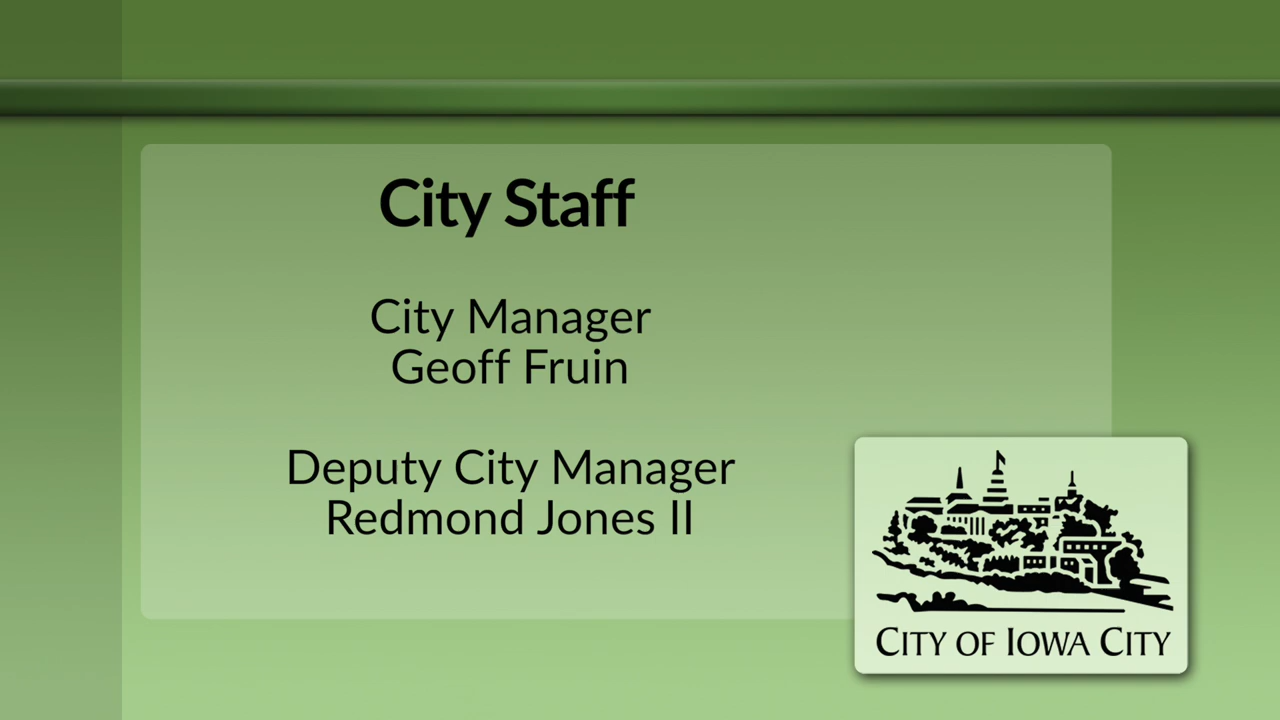 City Staff
City Manager
Geoff Fruin
Deputy City Manager
Redmond Jones II
CITY OF IOWA CITY